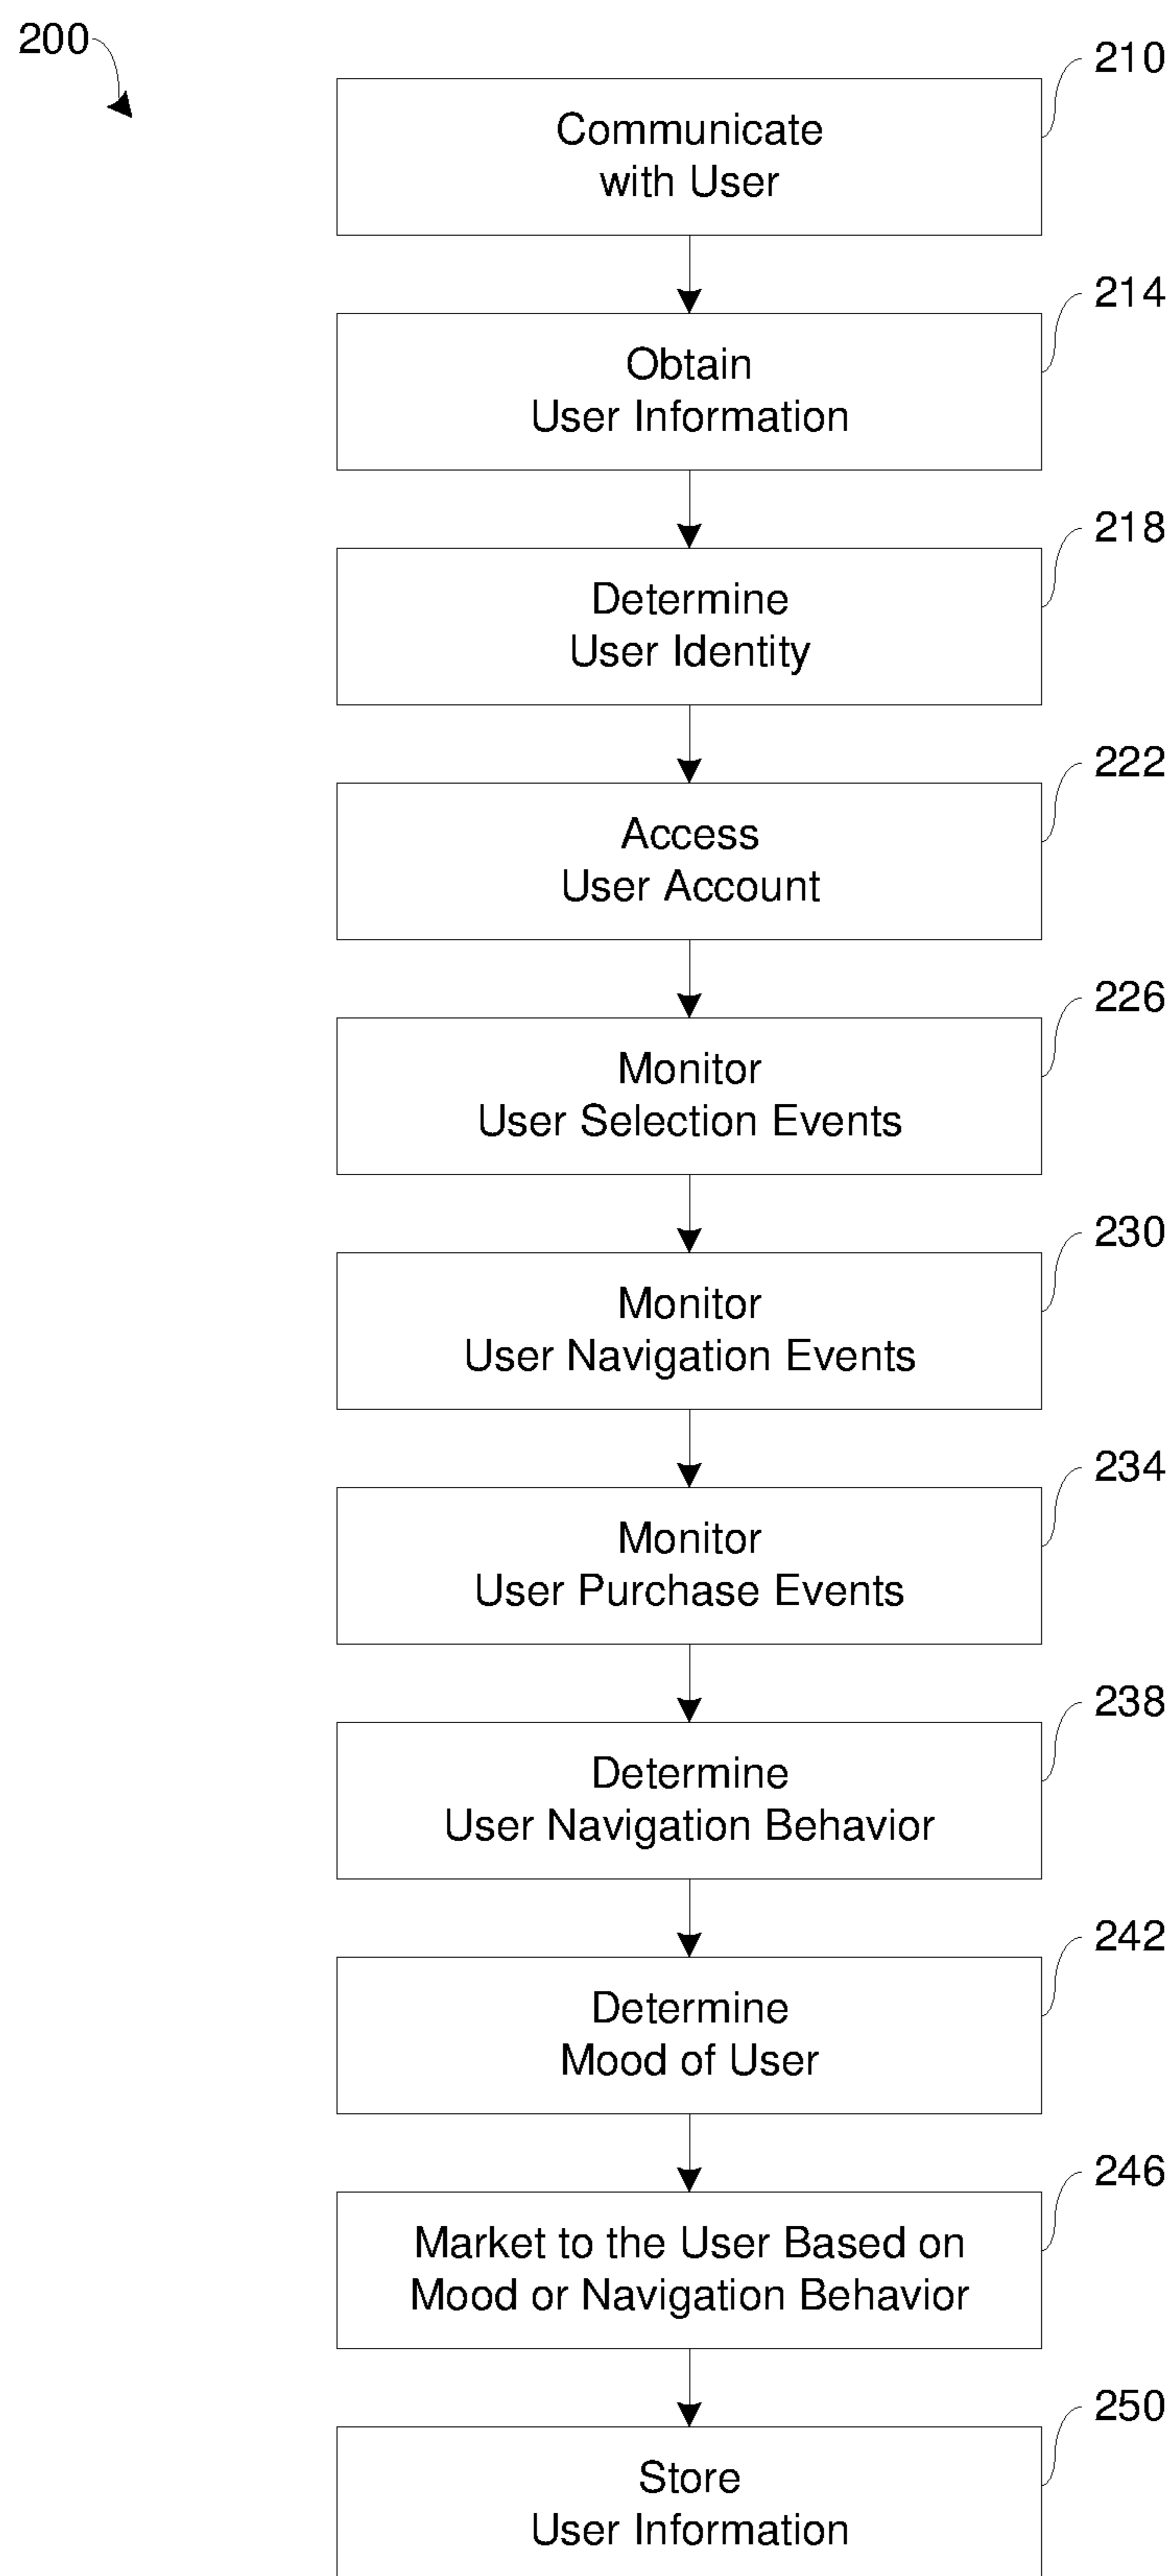 200
210
Communicate
with User
214
Obtain
User Information
218
Determine
User Identity
222
Access
User Account
226
Monitor
User Selection Events
230
Monitor
User Navigation Events
234
Monitor
User Purchase Events
238
Determine
User Navigation Behavior
242
Determine
Mood of User
246
Market to the User Based on
Mood or Navigation Behavior
250
Store
User Information